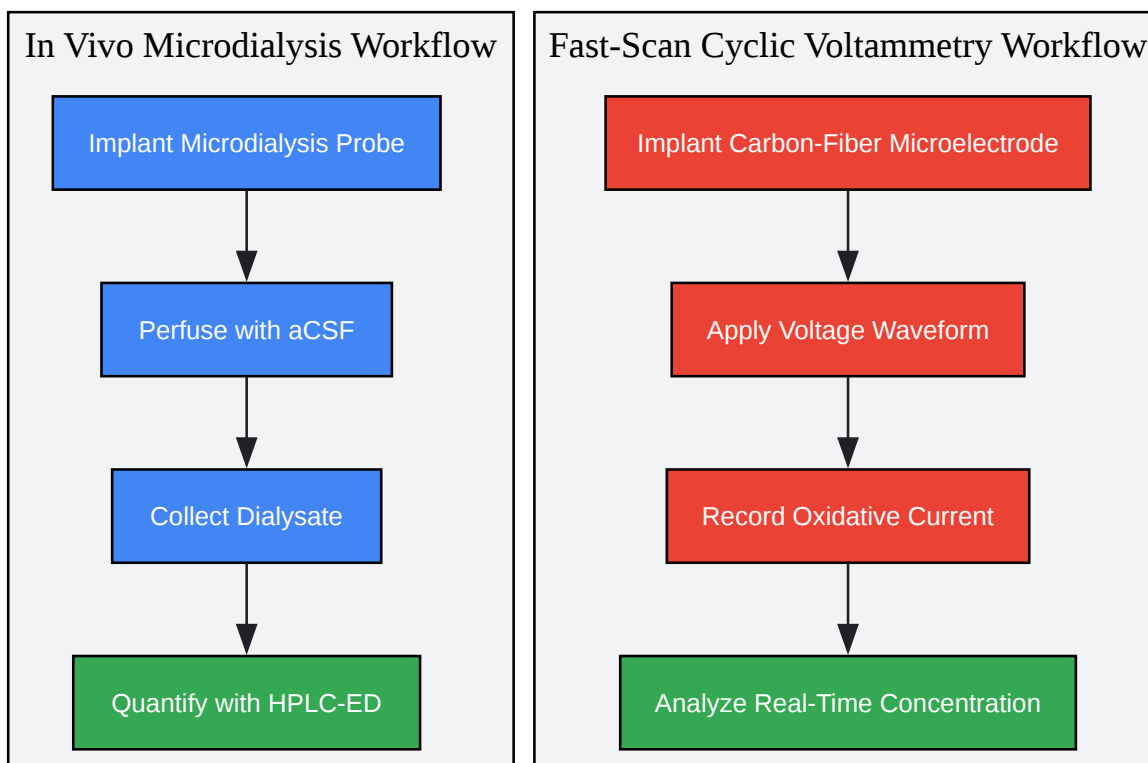 In Vivo Microdialysis Workflow
Implant Microdialysis Probe
Perfuse with aCSF
Collect Dialysate
Quantify with HPLC-ED
Fast-Scan Cyclic Voltammetry Workflow
Implant Carbon-Fiber Microelectrode
Apply Voltage Waveform
Record Oxidative Current
Analyze Real-Time Concentration